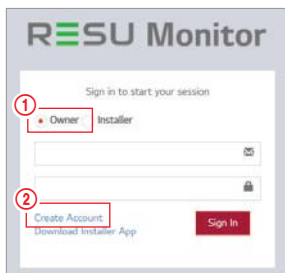 RESU Monitor
Sign in to start your session
①
Owner Installer
②
Create Account
Download Installer App
Sign In